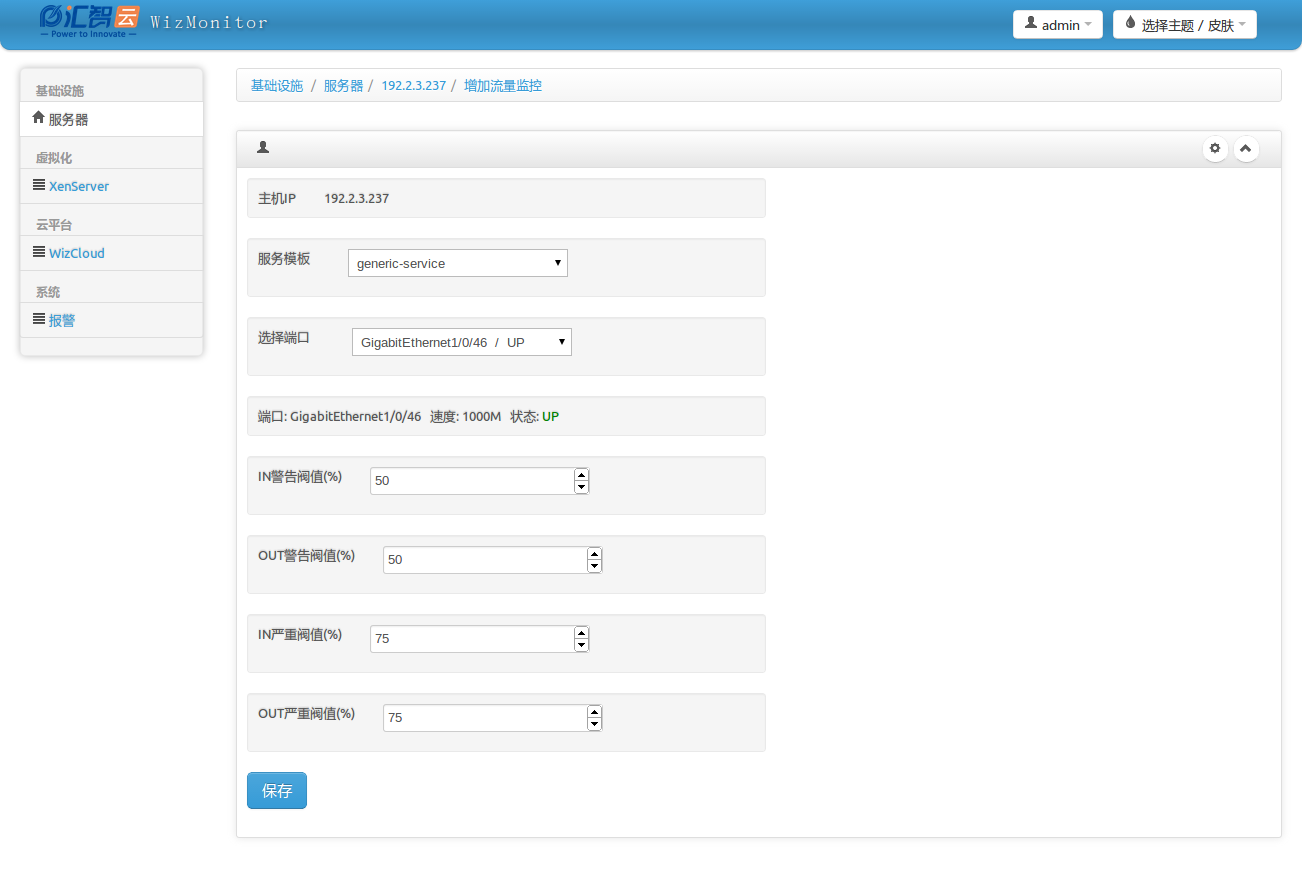 汇智云
Power to Innovate
WizMonitor
admin
选择主题 / 皮肤
基础设施
服务器
虚拟化
XenServer
云平台
WizCloud
系统
报警
基础设施 / 服务器 / 192.2.3.237 / 增加流量监控
主机IP 192.2.3.237
服务模板 generic-service
选择端口 GigabitEthernet1/0/46 / UP
端口: GigabitEthernet1/0/46 速度: 1000M 状态: UP
IN警告阀值(%) 50
OUT警告阀值(%) 50
IN严重阀值(%) 75
OUT严重阀值(%) 75
保存